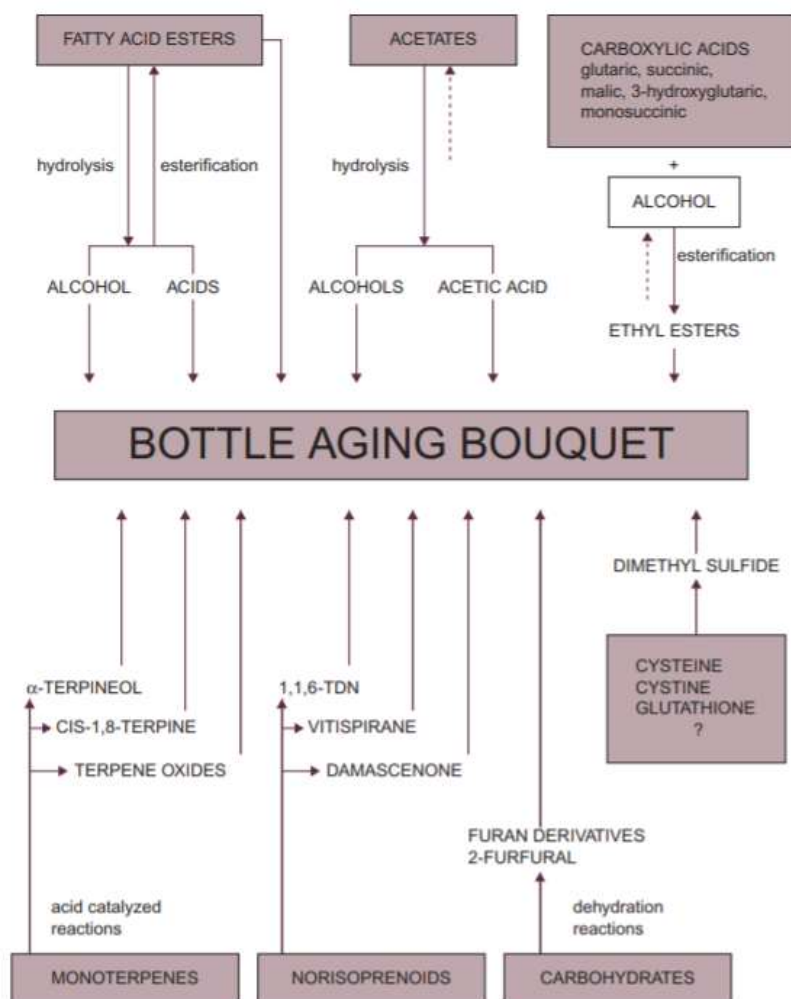 FATTY ACID ESTERS
ACETATES
CARBOXYLIC ACIDS
glutaric, succinic,
malic, 3-hydroxyglutaric,
monosuccinic
+
ALCOHOL
hydrolysis
esterification
hydrolysis
esterification
ALCOHOL
ACIDS
ALCOHOLS
ACETIC ACID
ETHYL ESTERS
BOTTLE AGING BOUQUET
DIMETHYL SULFIDE
CYSTEINE
CYSTINE
GLUTATHIONE
?
α-TERPINEOL
CIS-1,8-TERPINE
TERPENE OXIDES
1,1,6-TDN
VITISPIRANE
DAMASCENONE
FURAN DERIVATIVES
2-FURFURAL
acid catalyzed
reactions
dehydration
reactions
MONOTERPENES
NORISOPRENOIDS
CARBOHYDRATES